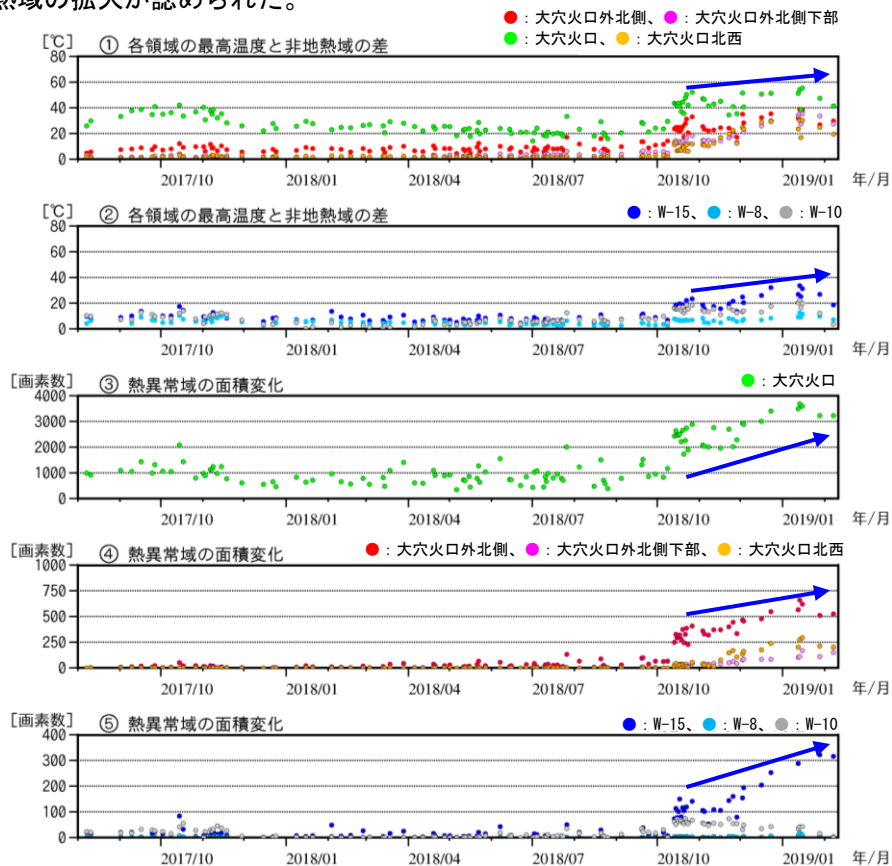 熱域の拡大が認められた。
●：大穴火口外北側、●：大穴火口外北側下部
●：大穴火口、●：大穴火口北西
[℃] ① 各領域の最高温度と非地熱域の差
80
60
40
20
0
2017/10 2018/01 2018/04 2018/07 2018/10 2019/01 年/月
[℃] ② 各領域の最高温度と非地熱域の差 ●：W-15、●：W-8、●：W-10
80
60
40
20
0
2017/10 2018/01 2018/04 2018/07 2018/10 2019/01 年/月
[画素数] ③ 熱異常域の面積変化 ●：大穴火口
4000
3000
2000
1000
0
2017/10 2018/01 2018/04 2018/07 2018/10 2019/01 年/月
[画素数] ④ 熱異常域の面積変化 ●：大穴火口外北側、●：大穴火口外北側下部、●：大穴火口北西
1000
750
500
250
0
2017/10 2018/01 2018/04 2018/07 2018/10 2019/01 年/月
[画素数] ⑤ 熱異常域の面積変化 ●：W-15、●：W-8、●：W-10
400
300
200
100
0
2017/10 2018/01 2018/04 2018/07 2018/10 2019/01 年/月